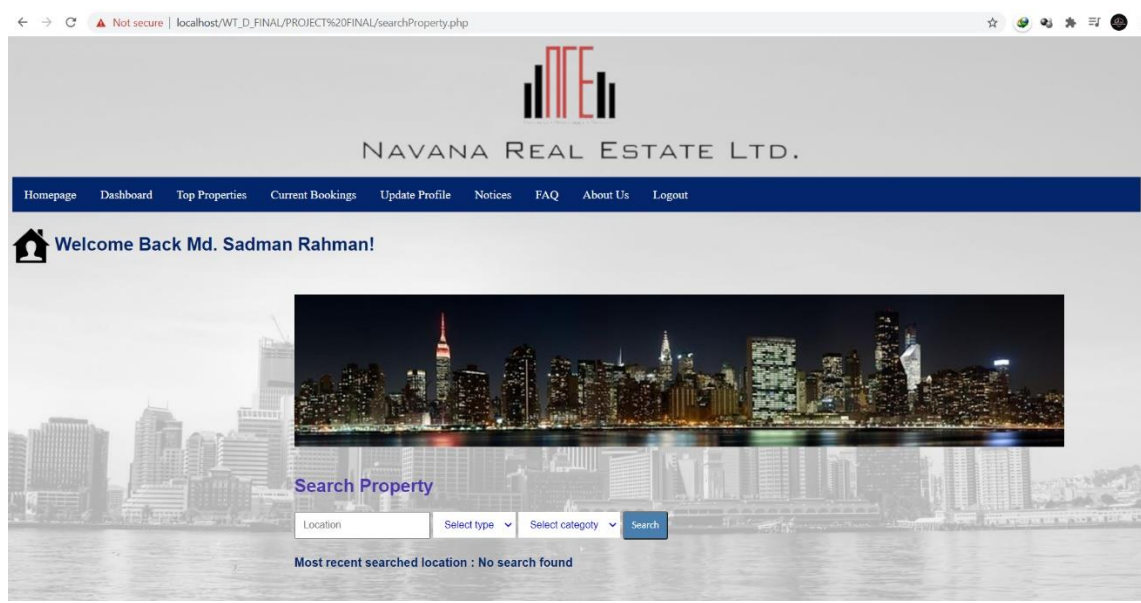 Not secure | localhost/WT_D_FINAL/PROJECT%20FINAL/searchProperty.php
NAVANA REAL ESTATE LTD.
Homepage Dashboard Top Properties Current Bookings Update Profile Notices FAQ About Us Logout
Welcome Back Md. Sadman Rahman!
Search Property
Location Select type Select categoty Search
Most recent searched location : No search found